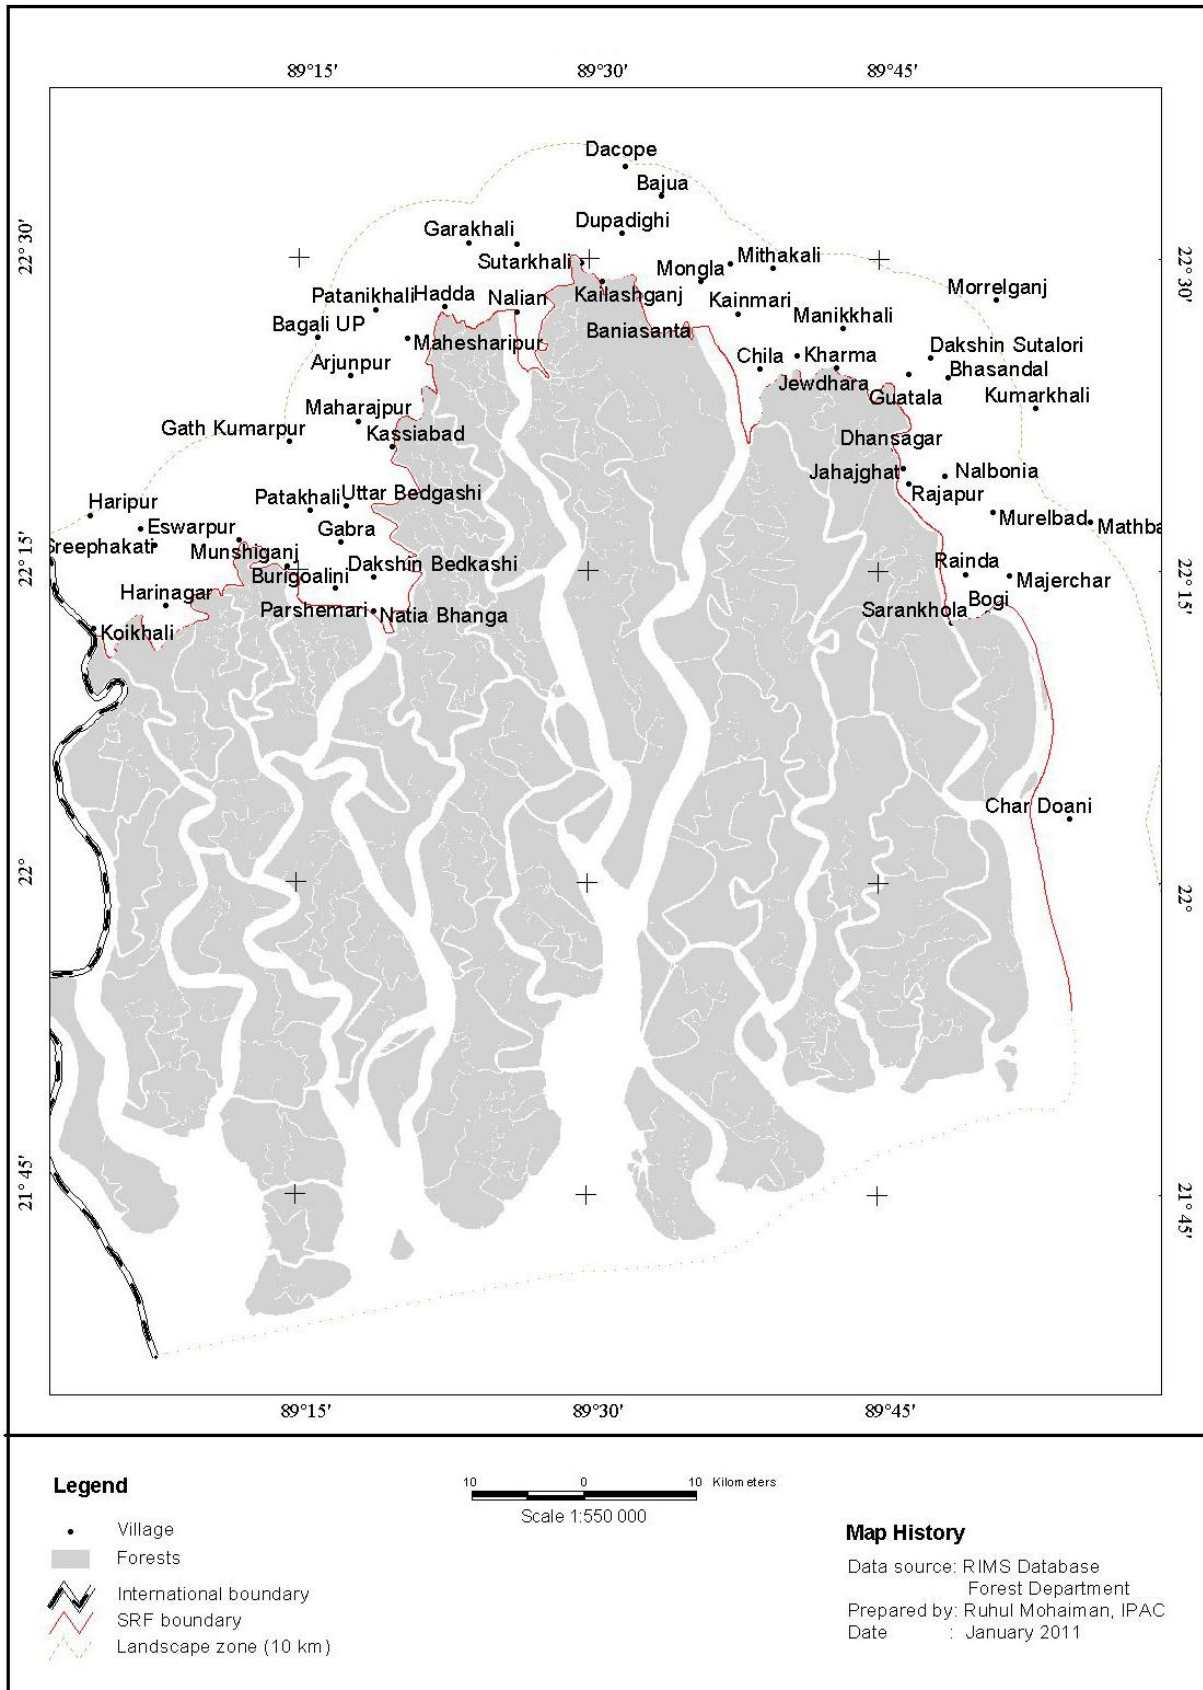 89°15'
89°30'
89°45'
Dacope
Bajua
Dupadighi
22° 30'
Garakhali
Sutarkhali
Mongla
Mithakali
22° 30'
Patanikhali
Hadda
Nalian
Kailashganj
Kainmari
Morrelganj
Bagali UP
Mahesharipur
Baniasanta
Manikkhali
Arjunpur
Chila
Kharma
Dakshin Sutalori
Jewdhara
Bhasandal
Guatala
Kumarkhali
Maharajpur
Gath Kumarpur
Kassiabad
Dhansagar
Jahajghat
Nalbonia
Haripur
Patakhali
Uttar Bedgashi
Rajapur
Eswarpur
Gabra
Murelbad
Mathba
Sreephakati
Munshiganj
22° 15'
Burigoalini
Dakshin Bedkashi
Rainda
Majerchar
22° 15'
Harinagar
Parshemari
Natia Bhanga
Sarankhola
Bogi
Koikhali
Char Doani
22°
22°
21° 45'
21° 45'
89°15'
89°30'
89°45'
Legend
Village
Forests
International boundary
SRF boundary
Landscape zone (10 km)
10 0 10 Kilometers
Scale 1:550 000
Map History
Data source: RIMS Database
Forest Department
Prepared by: Ruhul Mohaiman, IPAC
Date : January 2011